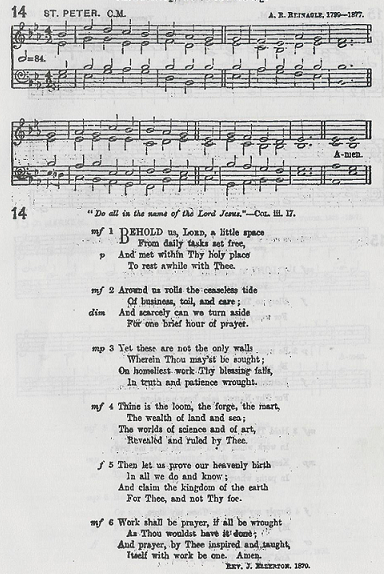 14 ST. PETER. C.M. A. R. REINAGLE, 1799—1877.
=84.
A-men.
14 "Do all in the name of the Lord Jesus."—COL. iii. 17.
mf 1 BEHOLD us, LORD, a little space
From daily tasks set free,
p And met within Thy holy place
To rest awhile with Thee.
mf 2 Around us rolls the ceaseless tide
Of business, toil, and care;
dim And scarcely can we turn aside
For one brief hour of prayer.
mp 3 Yet these are not the only walls
Wherein Thou may'st be sought;
On homeliest work Thy blessing falls,
In truth and patience wrought.
mf 4 Thine is the loom, the forge, the mart,
The wealth of land and sea;
The worlds of science and of art,
Revealed and ruled by Thee.
f 5 Then let us prove our heavenly birth
In all we do and know;
And claim the kingdom of the earth
For Thee, and not Thy foe.
mf 6 Work shall be prayer, if all be wrought
As Thou wouldst have it done;
And prayer, by Thee inspired and taught,
Itself with work be one. Amen.
REV. J. ELLERTON. 1870.